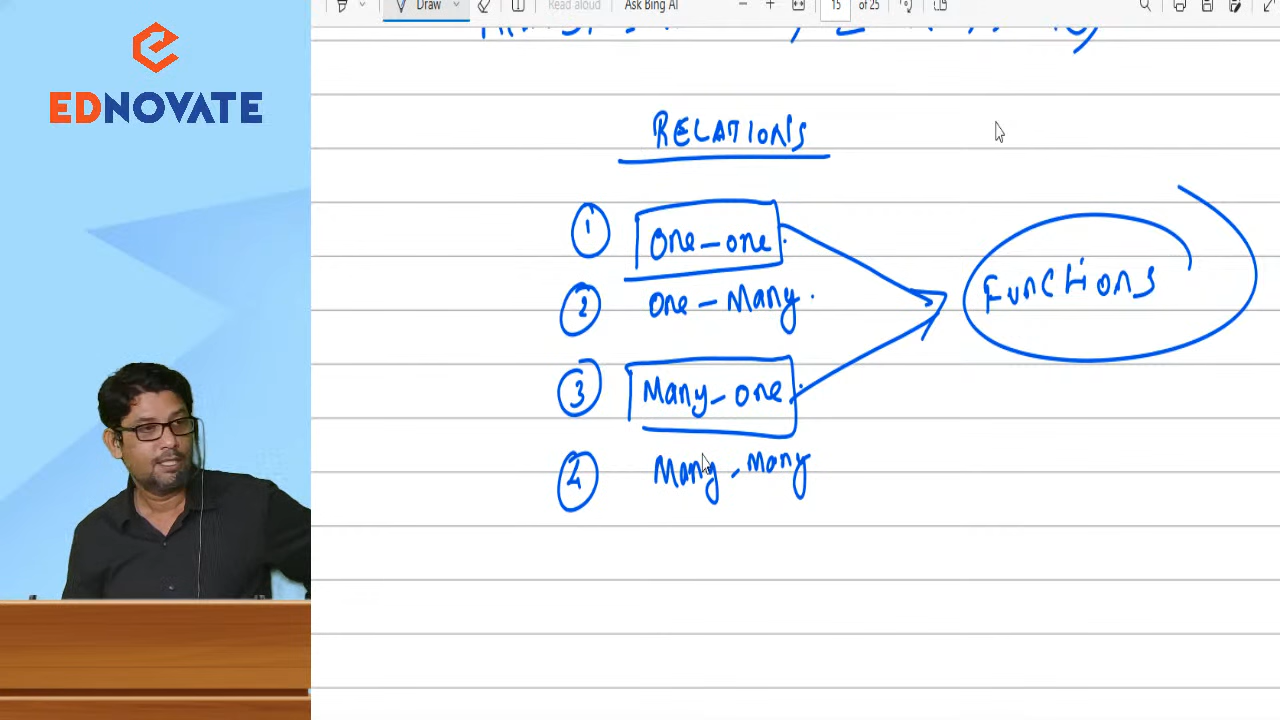 Draw
Read aloud
Ask Bing AI
15 of 25
EDNOVATE
RELATIONS
1 One-one.
2 One-Many.
Functions
3 Many-one.
4 Many-Many